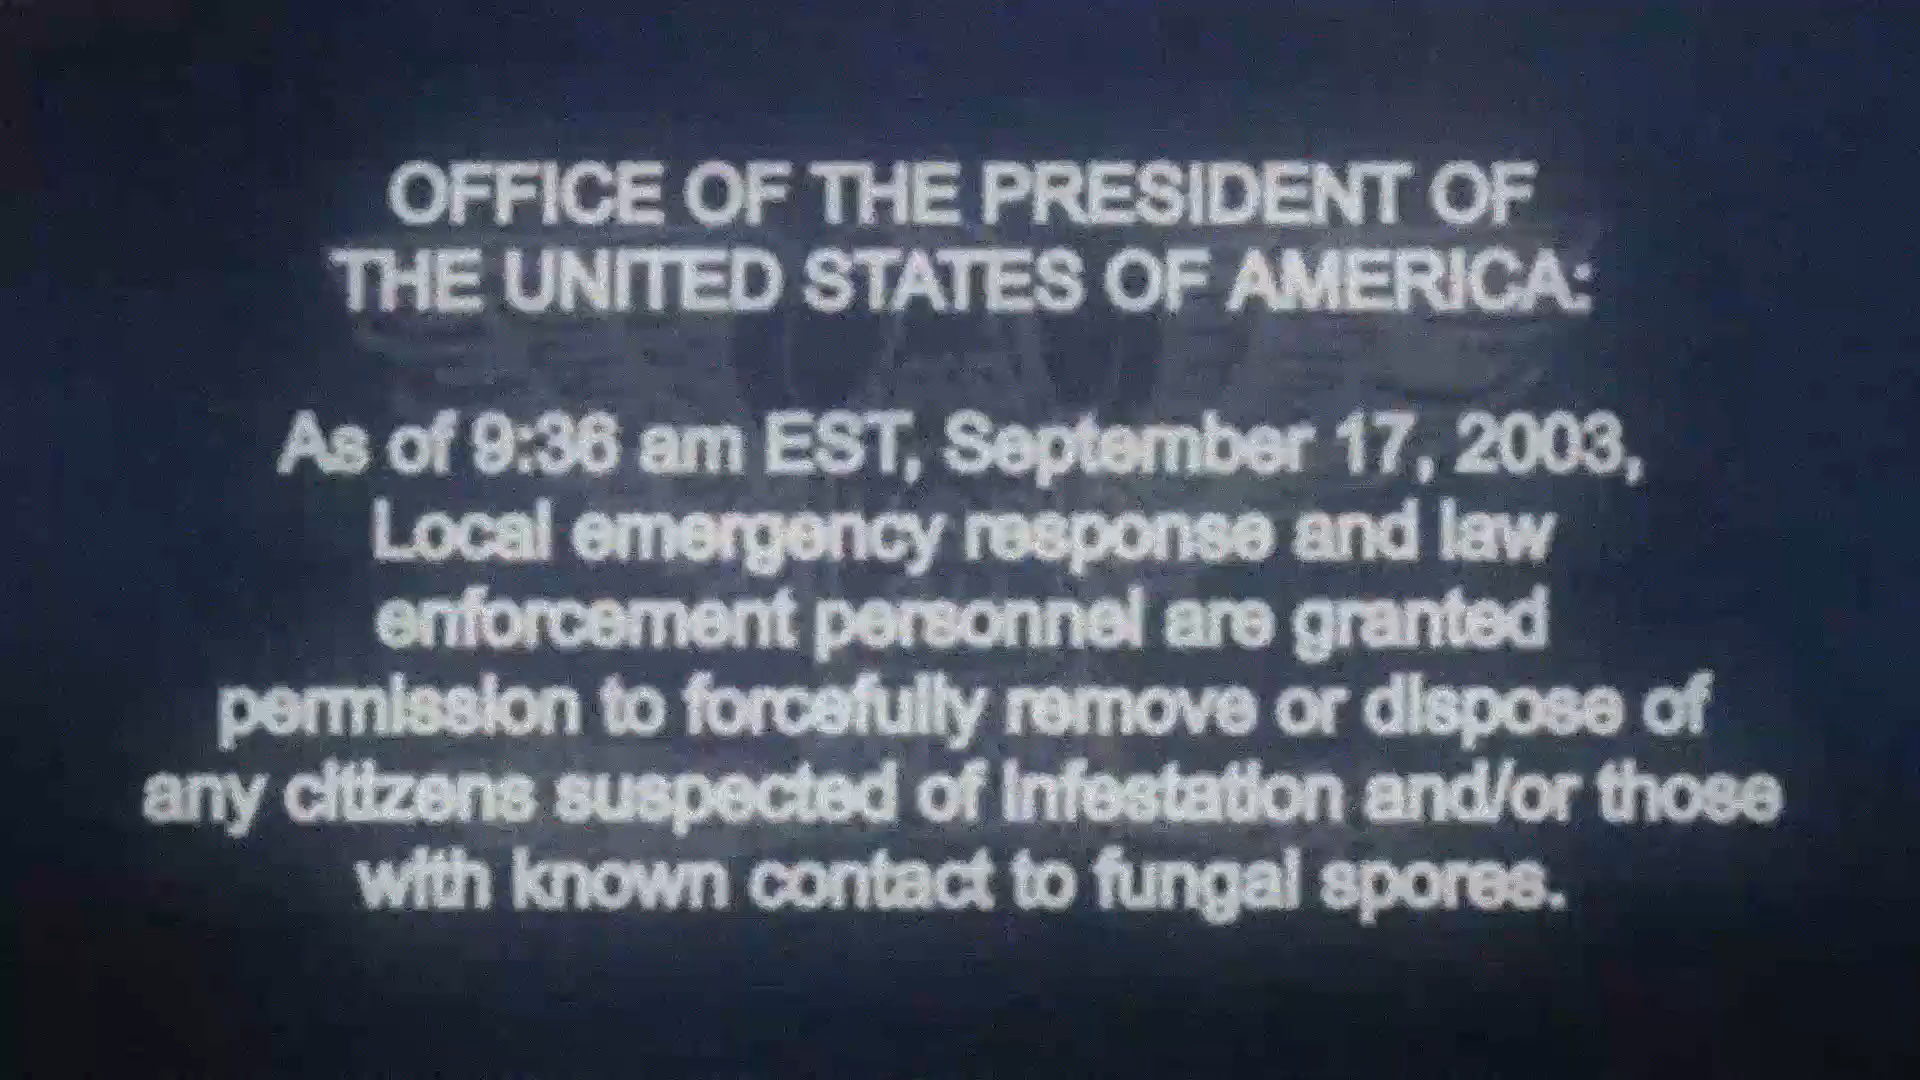 OFFICE OF THE PRESIDENT OF
THE UNITED STATES OF AMERICA:
As of 9:36 am EST, September 17, 2003,
Local emergency response and law
enforcement personnel are granted
permission to forcefully remove or dispose of
any citizens suspected of infestation and/or those
with known contact to fungal spores.